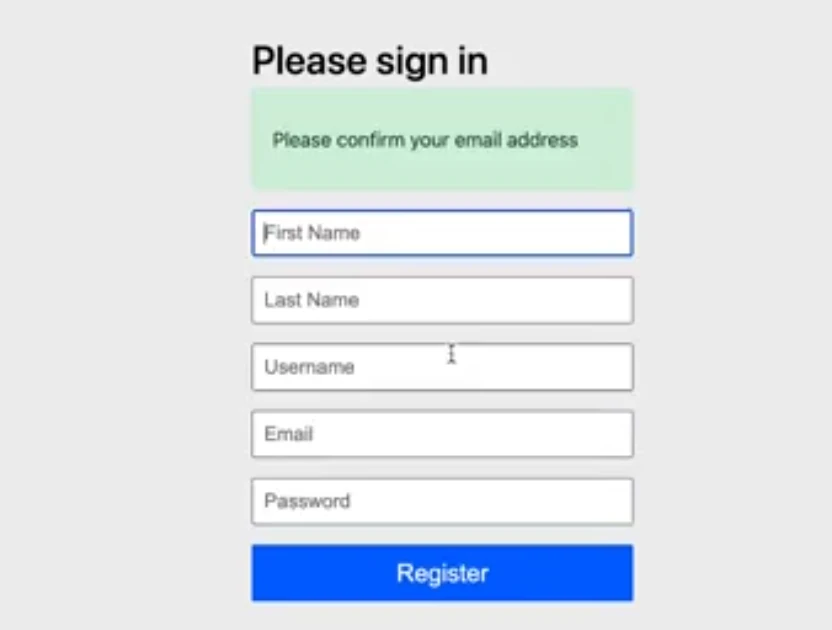 Please sign in
Please confirm your email address
First Name
Last Name
Username
Email
Password
Register